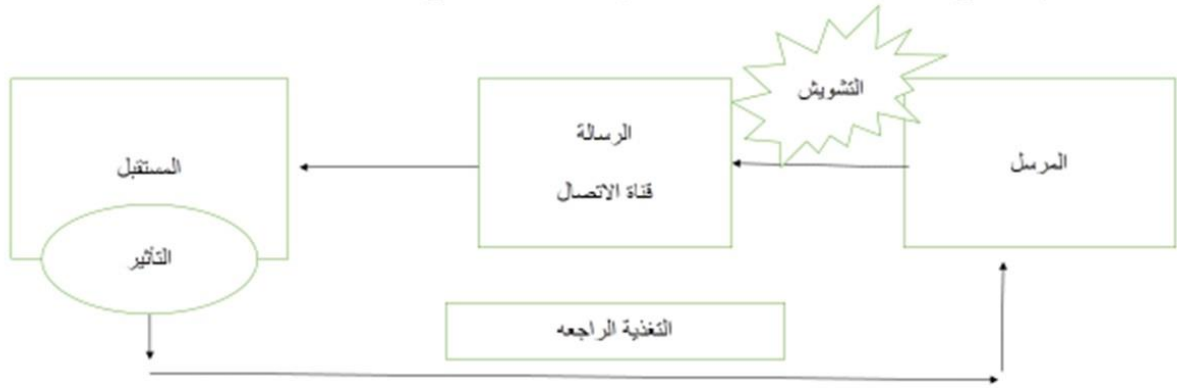 التشويش
المرسل
الرسالة
قناة الاتصال
المستقبل
التأثير
التغذية الراجعه